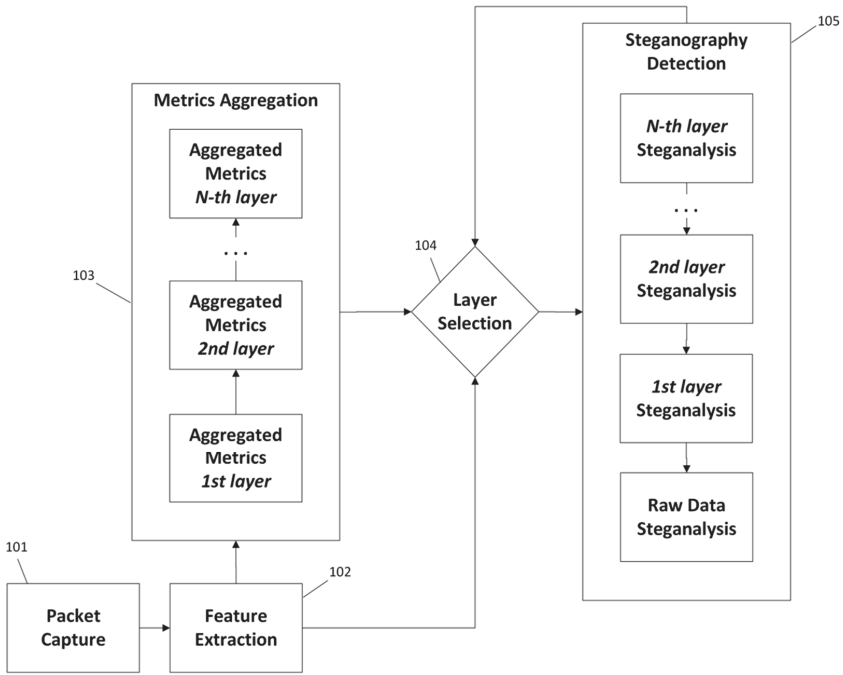 Steganography
Detection
105
N-th layer
Steganalysis
...
2nd layer
Steganalysis
1st layer
Steganalysis
Raw Data
Steganalysis
Metrics Aggregation
Aggregated
Metrics
N-th layer
...
Aggregated
Metrics
2nd layer
Aggregated
Metrics
1st layer
103
104
Layer
Selection
101
Packet
Capture
102
Feature
Extraction